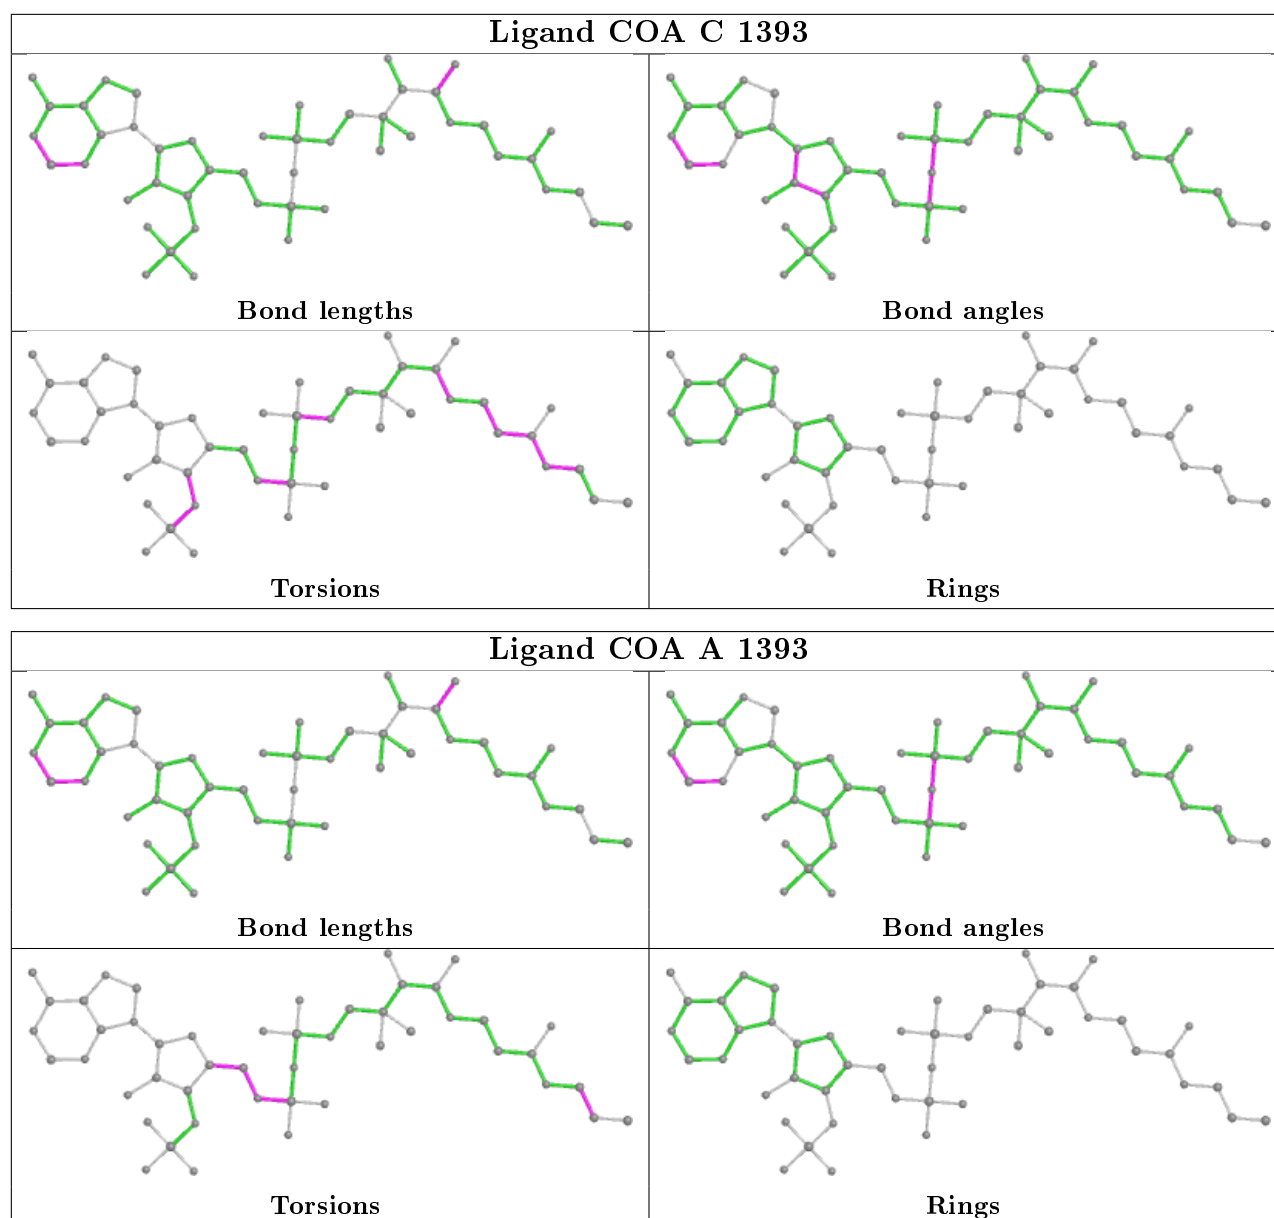 Ligand COA C 1393
Bond lengths
Bond angles
Torsions
Rings
Ligand COA A 1393
Bond lengths
Bond angles
Torsions
Rings